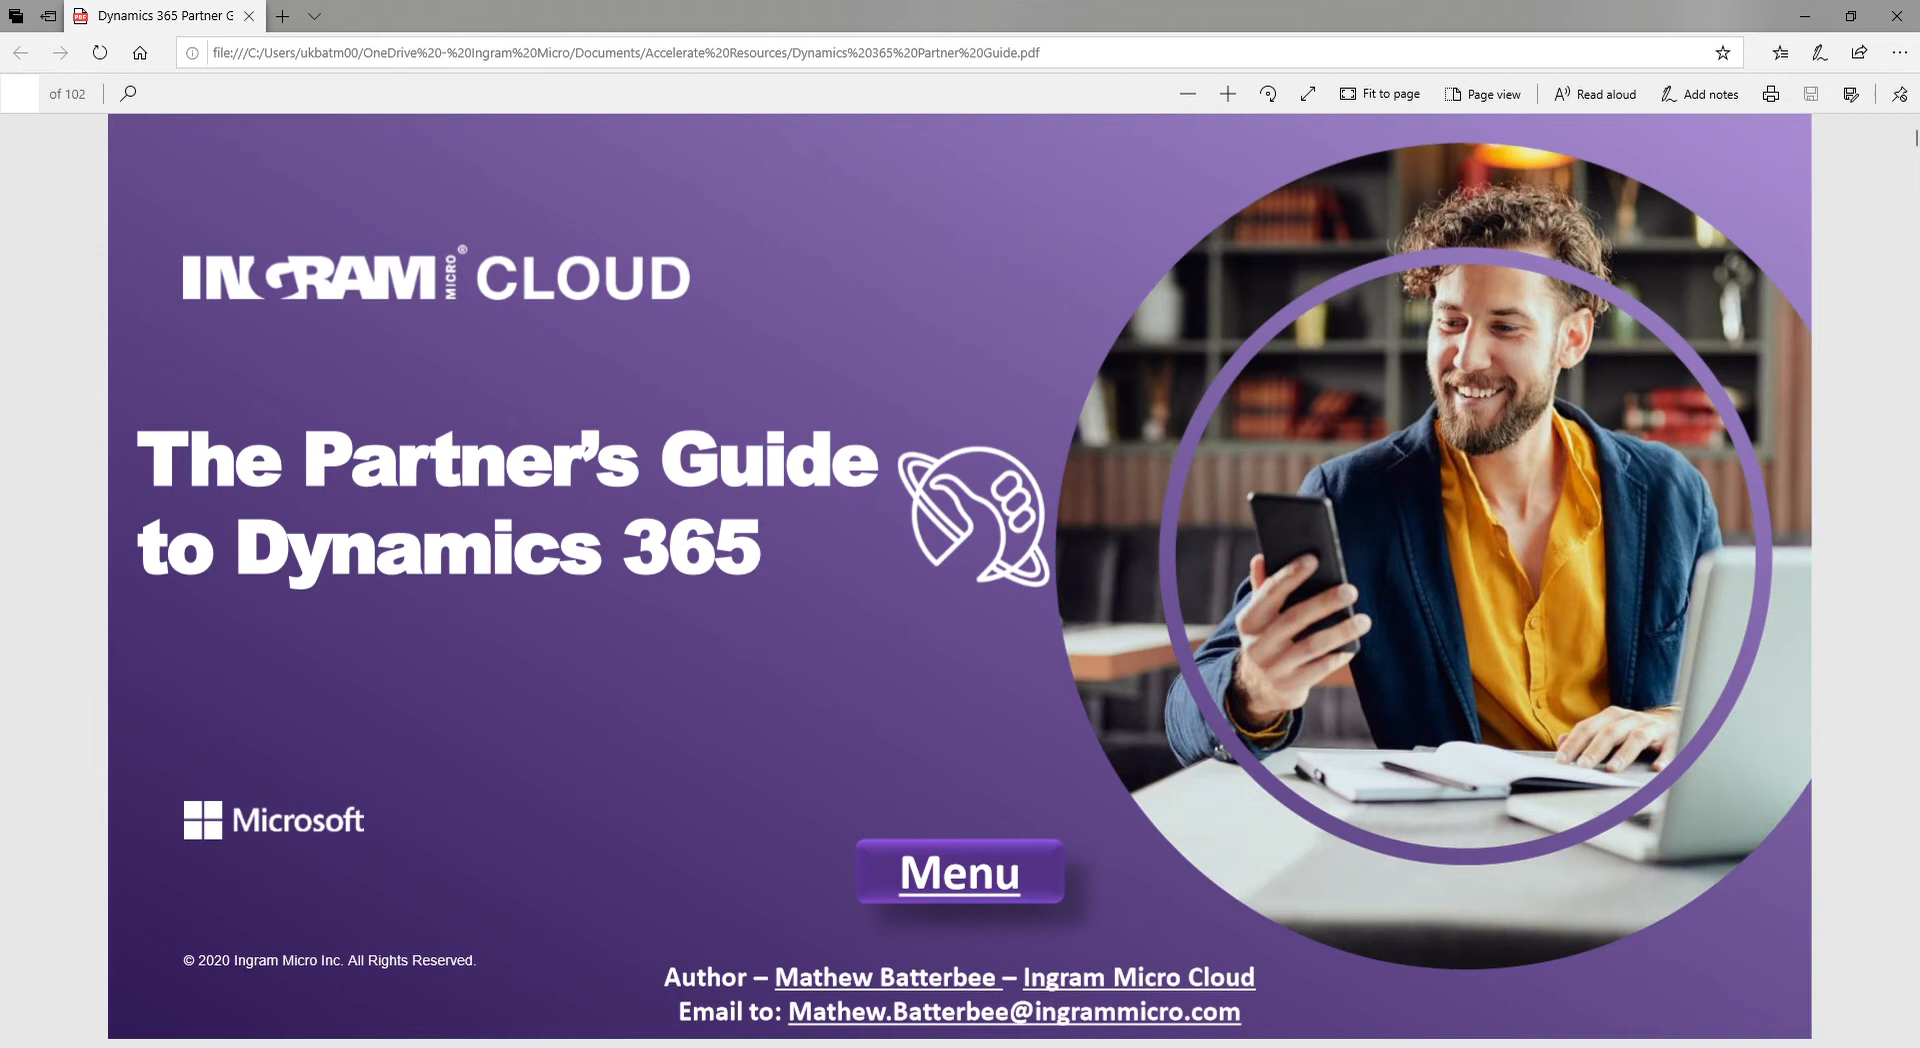 Dynamics 365 Partner G
file:///C:/Users/ukbatm00/OneDrive%20-%20Ingram%20Micro/Documents/Accelerate%20Resources/Dynamics%20365%20Partner%20Guide.pdf
of 102
Fit to page
Page view
Read aloud
Add notes
INGRAM MICRO® CLOUD
The Partner’s Guide
to Dynamics 365
Microsoft
Menu
© 2020 Ingram Micro Inc. All Rights Reserved.
Author – Mathew Batterbee – Ingram Micro Cloud
Email to: Mathew.Batterbee@ingrammicro.com